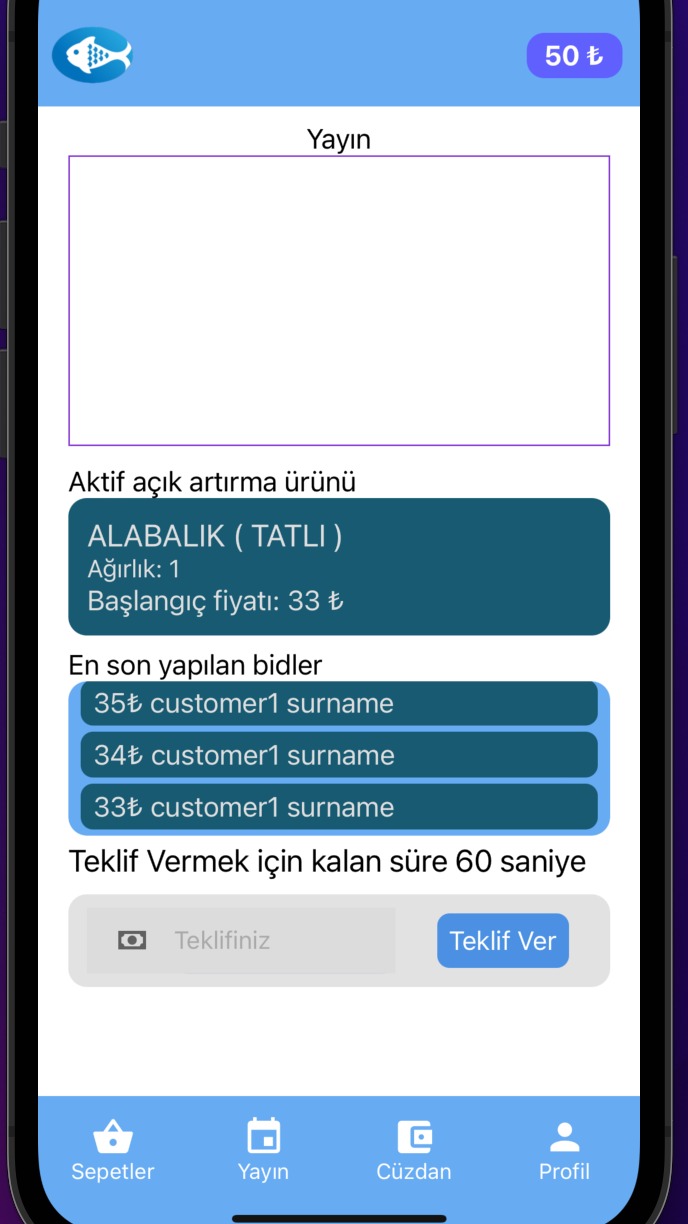 50 ₺
Yayın
Aktif açık artırma ürünü
ALABALIK ( TATLI )
Ağırlık: 1
Başlangıç fiyatı: 33 ₺
En son yapılan bidler
35₺ customer1 surname
34₺ customer1 surname
33₺ customer1 surname
Teklif Vermek için kalan süre 60 saniye
Teklifiniz
Teklif Ver
Sepetler
Yayın
Cüzdan
Profil